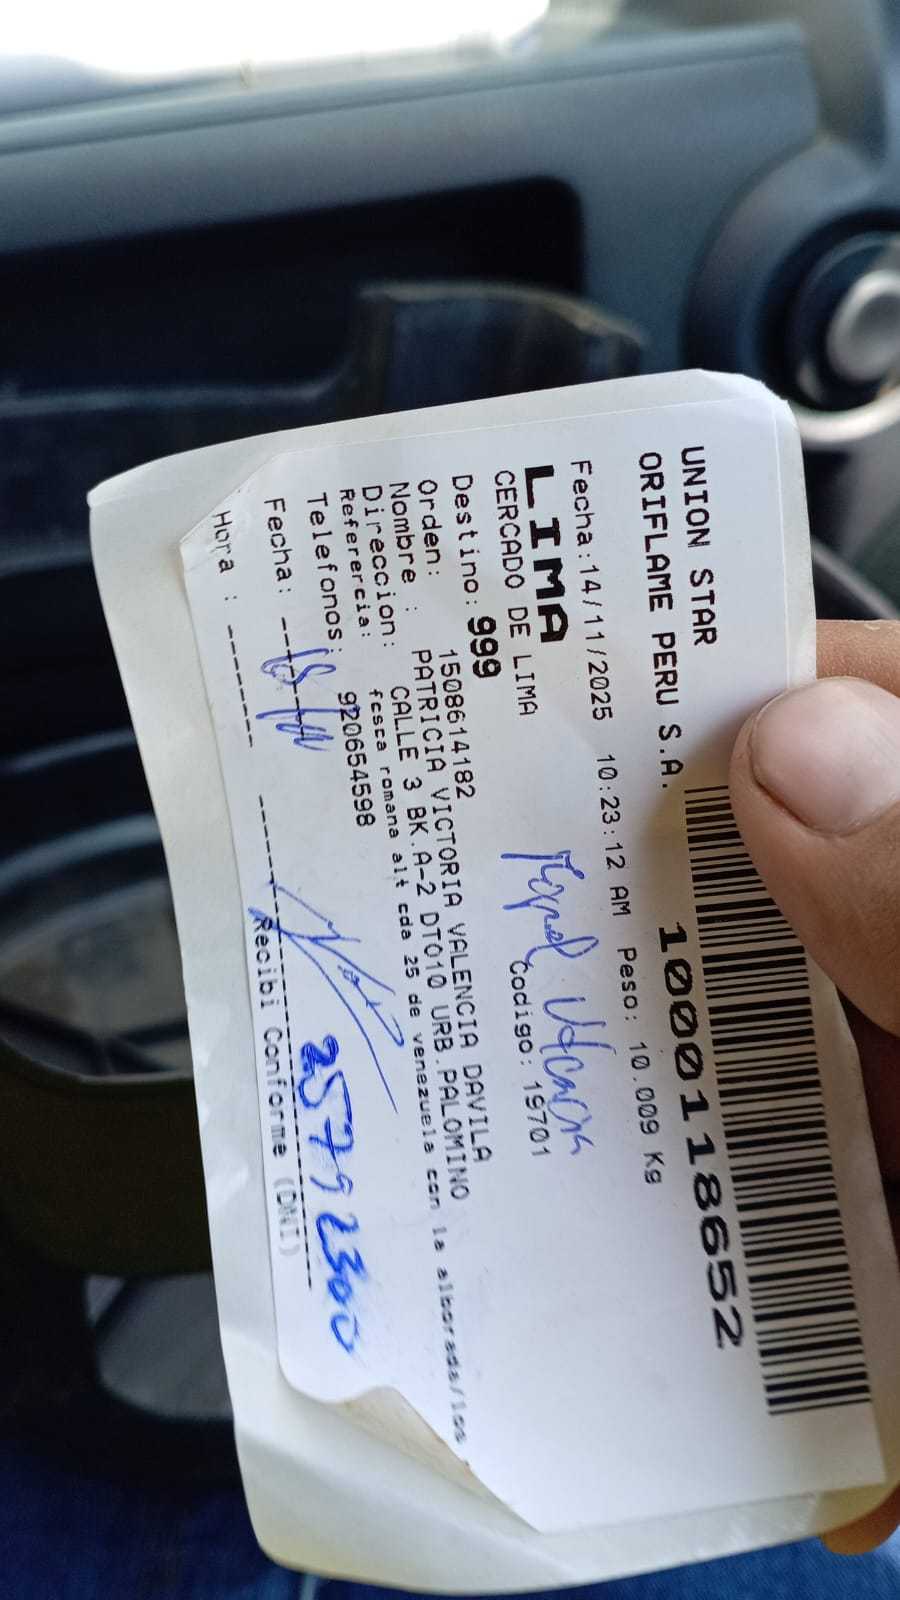 UNION STAR
ORIFLAME PERU S.A.
1000118652
Fecha:14/11/2025 10:23:12 AM Peso: 10.009 Kg
LIMA
CERCADO DE LIMA
Codigo: 19701
Destino: 999
Orden: 1508614182
Nombre : PATRICIA VICTORIA VALENCIA DAVILA
Direccion: CALLE 3 BK.A-2 DTO10 URB.PALOMINO
Referercia: fesca romana alt cda 25 de venezuela con la alborada/los
Telefonos: 920654598
25792300
Fecha:
Recibi Conforme (DNI)
Hora :